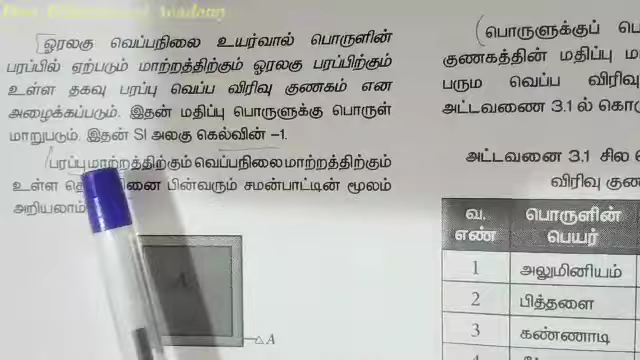 ஓரலகு வெப்பநிலை உயர்வால் பொருளின்
பரப்பில் ஏற்படும் மாற்றத்திற்கும் ஓரலகு பரப்பிற்கும்
உள்ள தகவு பரப்பு வெப்ப விரிவு குணகம் என
அழைக்கப்படும். இதன் மதிப்பு பொருளுக்கு பொருள்
மாறுபடும். இதன் SI அலகு கெல்வின் –1.
பரப்பு மாற்றத்திற்கும் வெப்பநிலைமாற்றத்திற்கும்
உள்ள பின்வரும் சமன்பாட்டின் மூலம்
அறியலாம்
A
△A
பொருளுக்குப்
குணகத்தின் மதிப்பு
பரும வெப்ப
அட்டவணை 3.1 ல்
அட்டவணை 3.1 சில
விரிவு
வ. எண்
பொருளின் பெயர்
1 அலுமினியம்
2 பித்தளை
3 கண்ணாடி